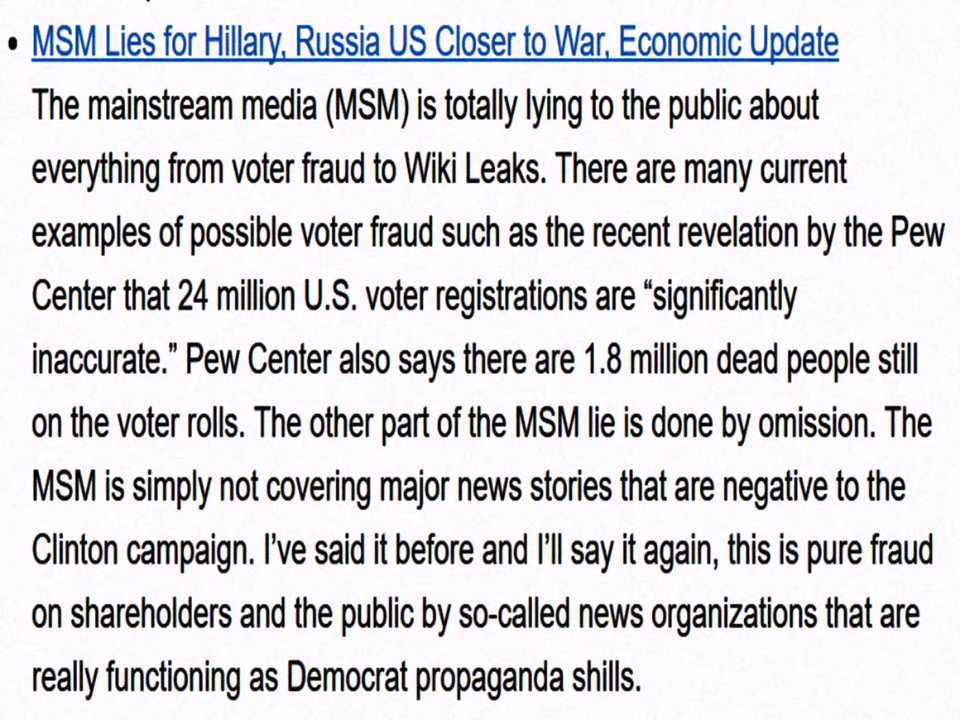 • MSM Lies for Hillary, Russia US Closer to War, Economic Update
The mainstream media (MSM) is totally lying to the public about
everything from voter fraud to Wiki Leaks. There are many current
examples of possible voter fraud such as the recent revelation by the Pew
Center that 24 million U.S. voter registrations are “significantly
inaccurate.” Pew Center also says there are 1.8 million dead people still
on the voter rolls. The other part of the MSM lie is done by omission. The
MSM is simply not covering major news stories that are negative to the
Clinton campaign. I’ve said it before and I’ll say it again, this is pure fraud
on shareholders and the public by so-called news organizations that are
really functioning as Democrat propaganda shills.